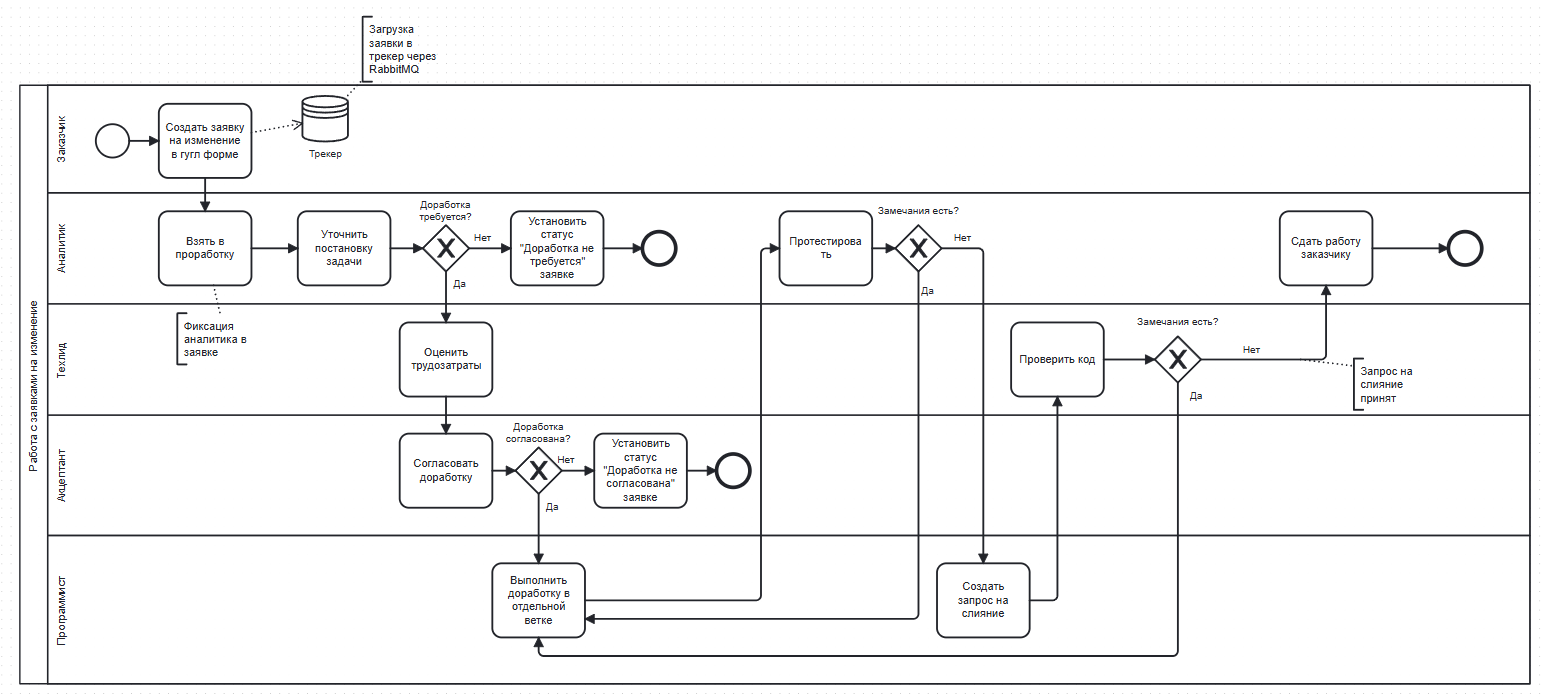 Загрузка
заявки в
трекер через
RabbitMQ
Работа с заявками на изменение
Заказчик
Создать заявку
на изменение
в гугл форме
Трекер
Аналитик
Взять в
проработку
Уточнить
постановку
задачи
Доработка
требуется?
Нет
Да
Установить
статус
"Доработка не
требуется"
заявке
Протестирова
ть
Замечания есть?
Нет
Да
Сдать работу
заказчику
Фиксация
аналитика в
заявке
Техлид
Оценить
трудозатраты
Проверить код
Замечания есть?
Нет
Да
Запрос на
слияние
принят
Акцептант
Согласовать
доработку
Доработка
согласована?
Нет
Да
Установить
статус
"Доработка не
согласована"
заявке
Программист
Выполнить
доработку в
отдельной
ветке
Создать
запрос на
слияние